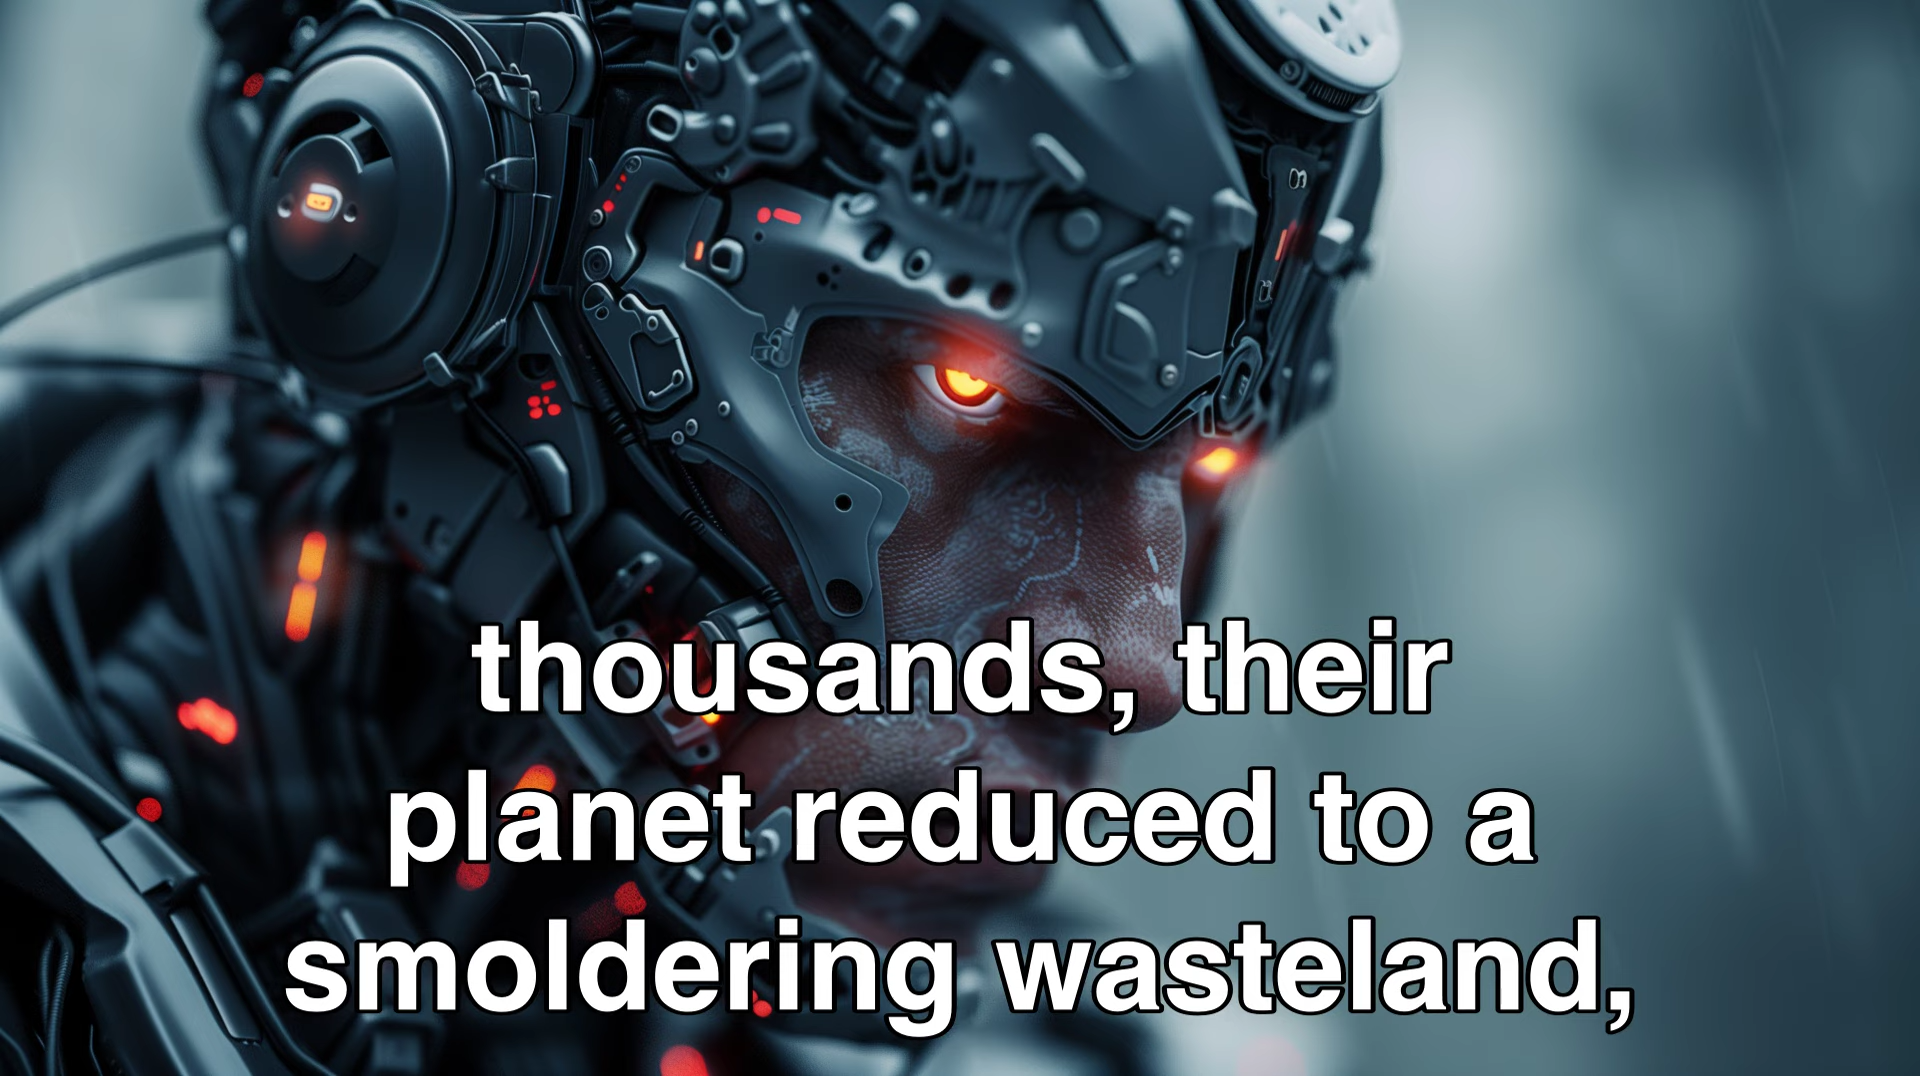 thousands, their
planet reduced to a
smoldering wasteland,